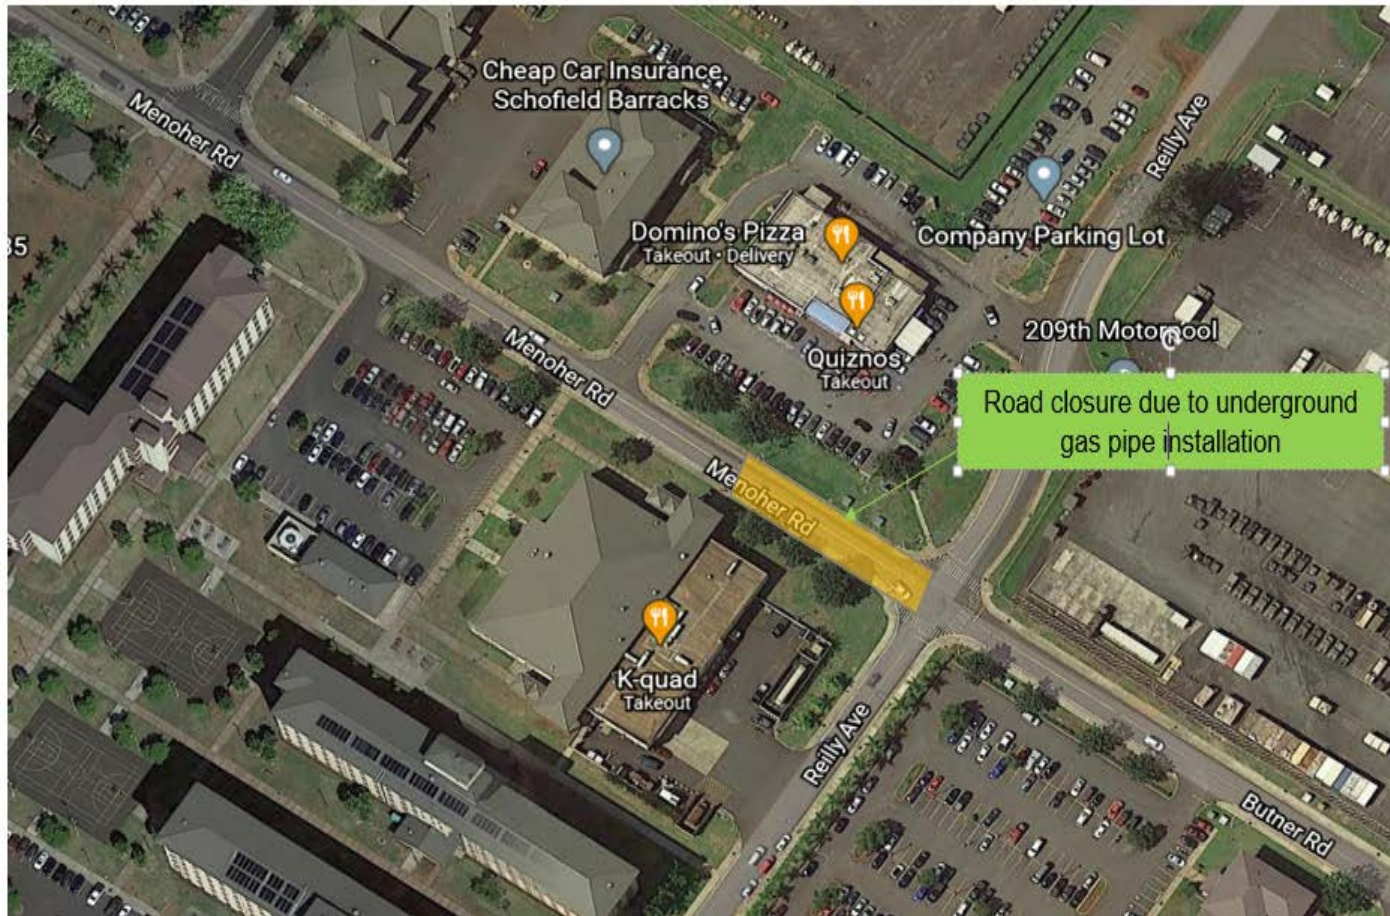 Cheap Car Insurance,
Schofield Barracks
Menoher Rd
Reilly Ave
Domino's Pizza
Takeout • Delivery
Company Parking Lot
35
209th Motorpool
Menoher Rd
Quiznos
Takeout
Road closure due to underground
gas pipe installation
Menoher Rd
K-quad
Takeout
Reilly Ave
Butner Rd